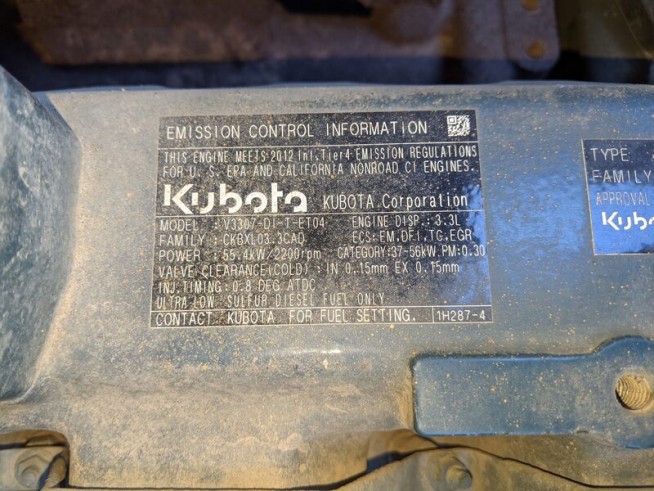 EMISSION CONTROL INFORMATION
THIS ENGINE MEETS 2012 Int.Tier4 EMISSION REGULATIONS
FOR U.S. EPA AND CALIFORNIA NONROAD CI ENGINES.
Kubota KUBOTA Corporation
MODEL : V3307-DI-T-ET04 ENGINE DISP.: 3.3L
FAMILY : CKBXL03.3CAD ECS: EM,DFI,TC,EGR
POWER : 55.4kW/2200rpm CATEGORY:37-56kW,PM:0.30
VALVE CLEARANCE(COLD) : IN 0.15mm EX 0.15mm
INJ.TIMING:0.8 DEG ATDC
ULTRA LOW SULFUR DIESEL FUEL ONLY
CONTACT KUBOTA FOR FUEL SETTING. 1H287-4
TYPE
FAMILY
APPROVAL
Kubo